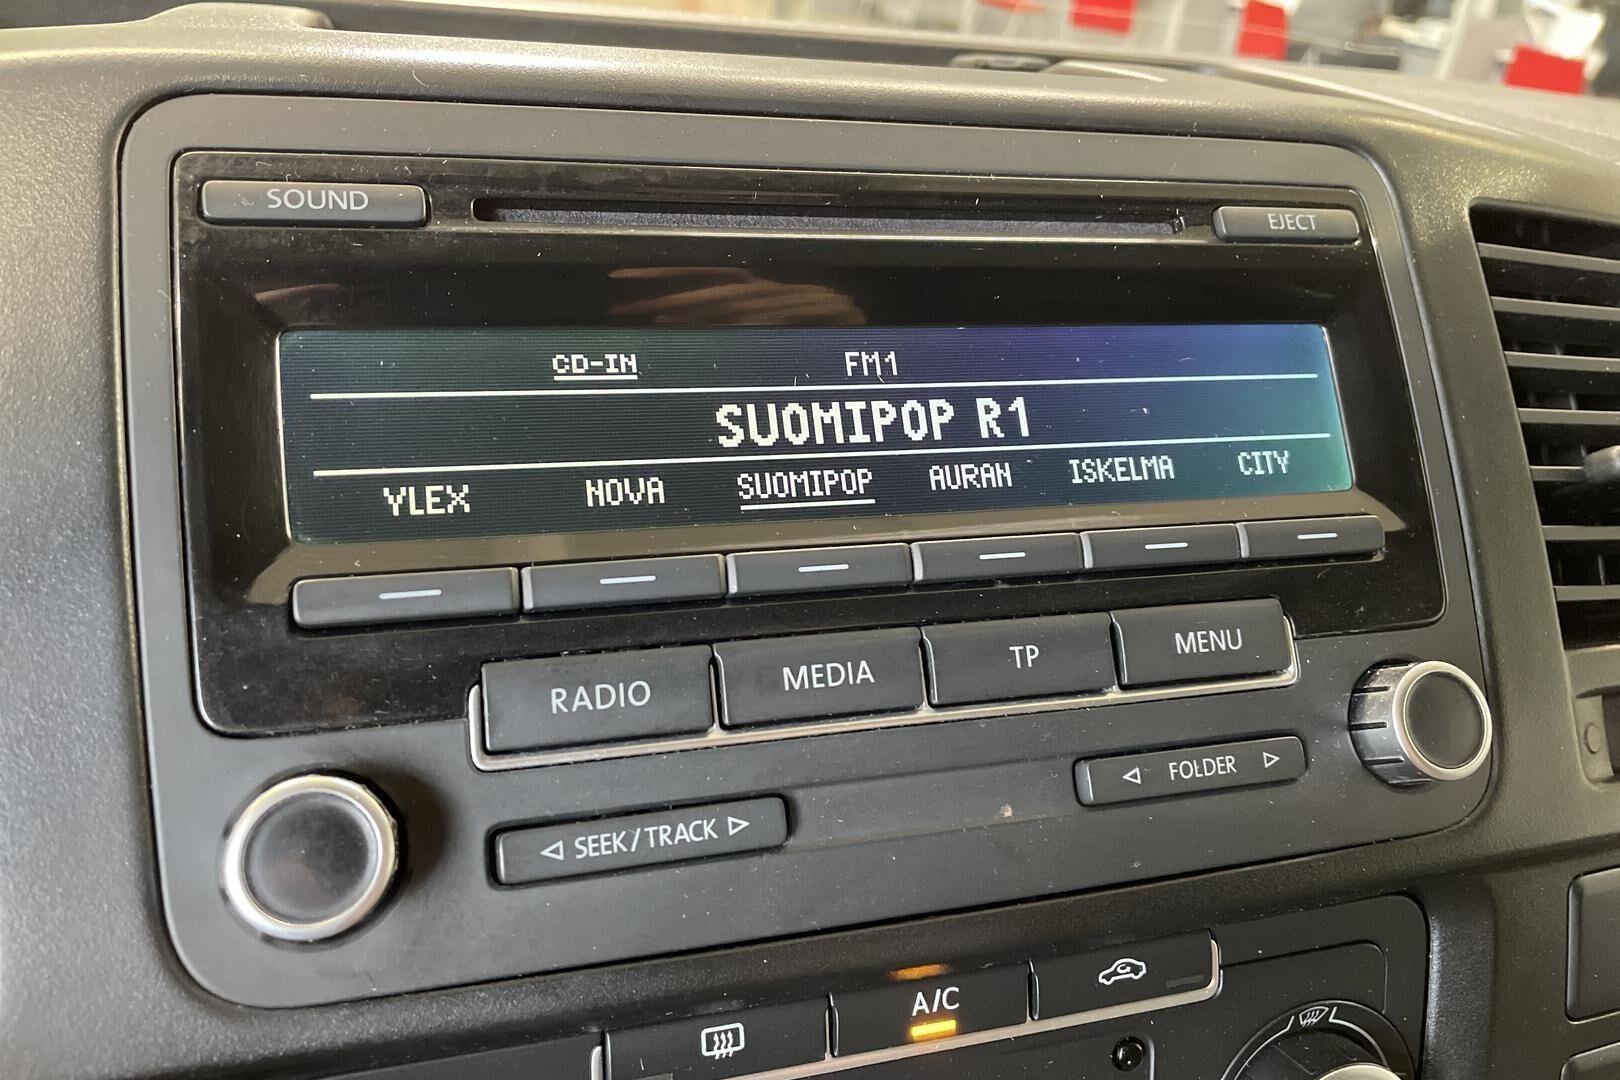 SOUND
EJECT
CD-IN FM1
SUOMIPOP R1
YLEX NOVA SUOMIPOP AURAN ISKELMA CITY
RADIO MEDIA TP MENU
FOLDER
SEEK/TRACK
A/C